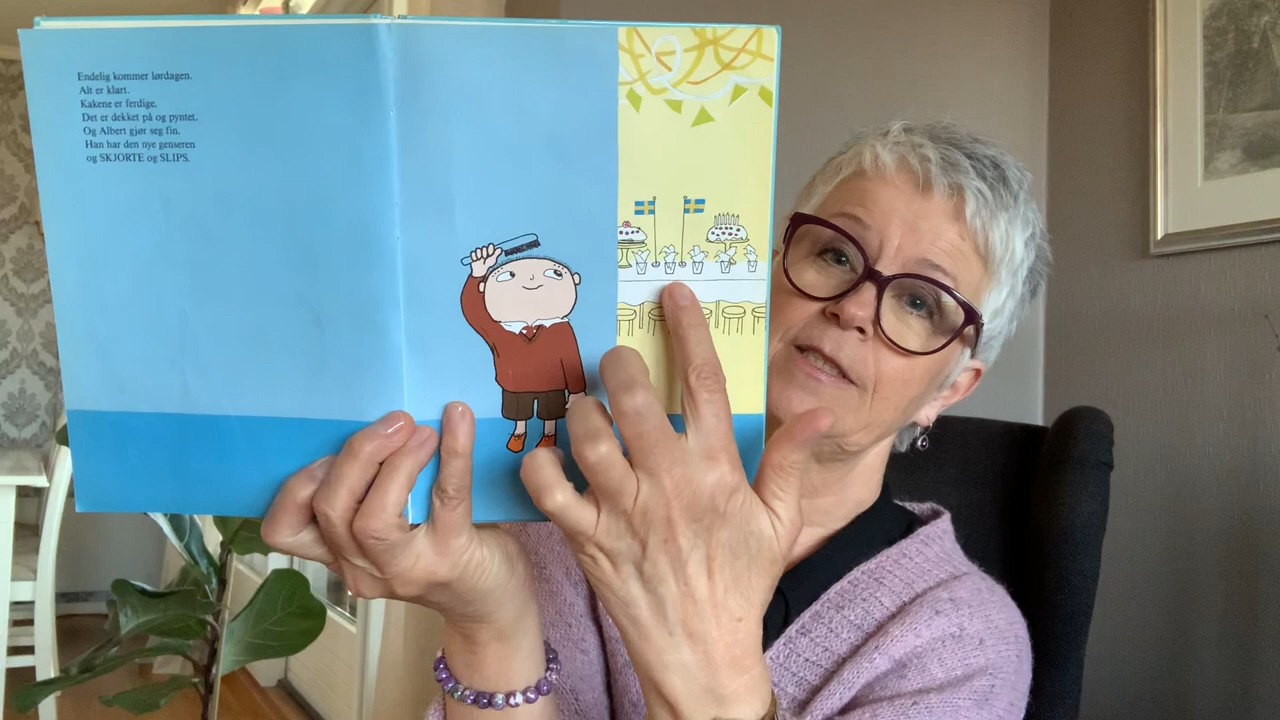 Endelig kommer lørdagen.
Alt er klart.
Kakene er ferdige.
Det er dekket på og pyntet.
Og Albert gjør seg fin.
Han har den nye genseren
og SKJORTE og SLIPS.